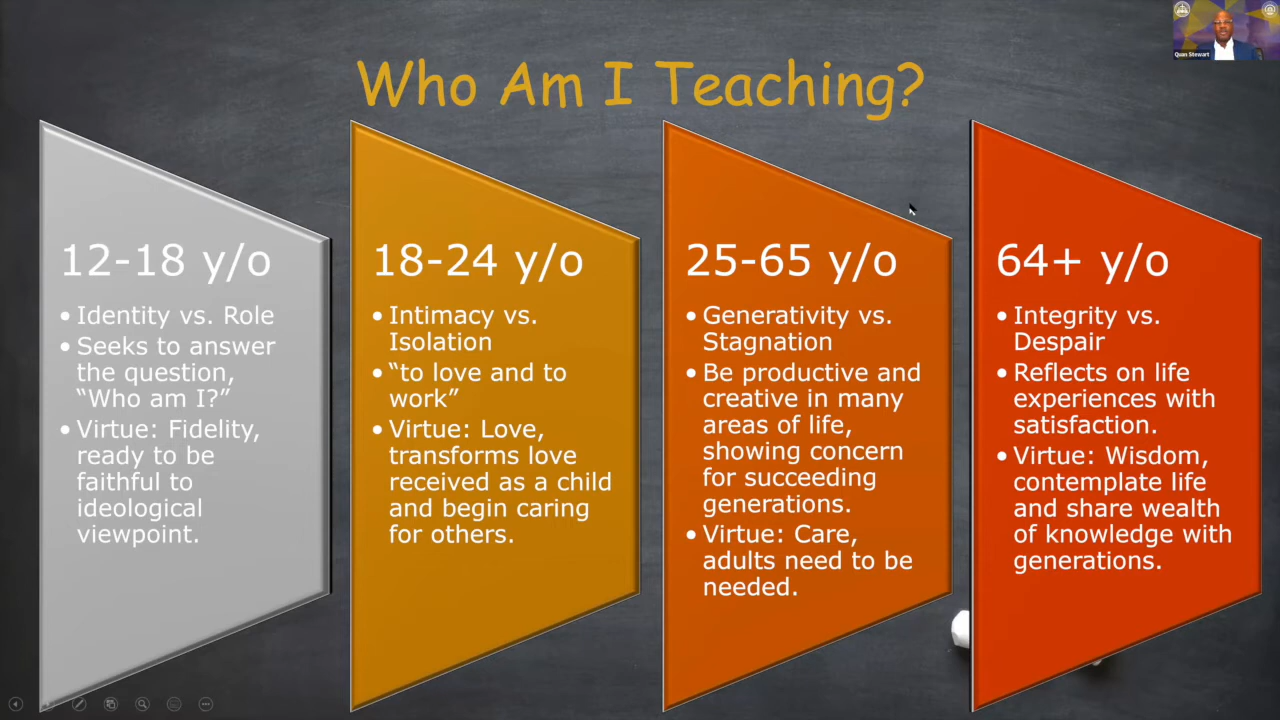 Quan Stewart
Who Am I Teaching?
12-18 y/o
• Identity vs. Role
• Seeks to answer
the question,
“Who am I?”
• Virtue: Fidelity,
ready to be
faithful to
ideological
viewpoint.
18-24 y/o
• Intimacy vs.
Isolation
• “to love and to
work”
• Virtue: Love,
transforms love
received as a child
and begin caring
for others.
25-65 y/o
• Generativity vs.
Stagnation
• Be productive and
creative in many
areas of life,
showing concern
for succeeding
generations.
• Virtue: Care,
adults need to be
needed.
64+ y/o
• Integrity vs.
Despair
• Reflects on life
experiences with
satisfaction.
• Virtue: Wisdom,
contemplate life
and share wealth
of knowledge with
generations.